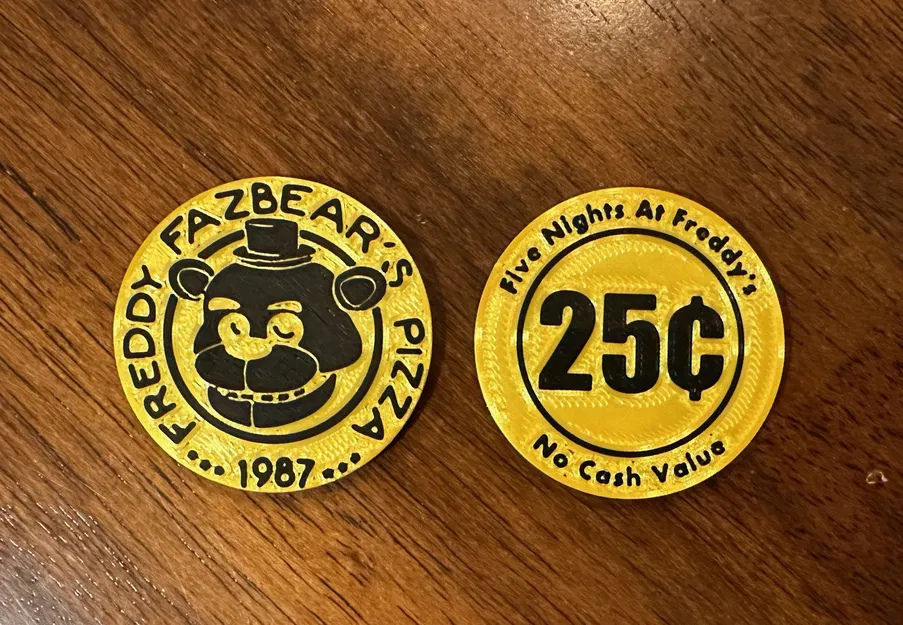 FREDDY FAZBEAR'S PIZZA
1987
Five Nights At Freddy's
25¢
No Cash Value